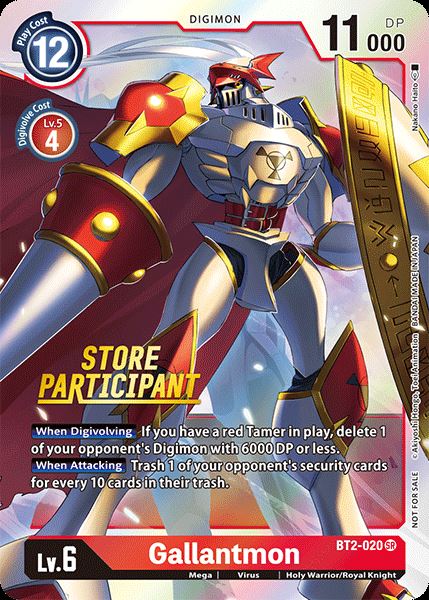 Play Cost
12
DIGIMON
11000
DP
Digivolve Cost
Lv.5
4
Nakano Haito
©Akiyoshi Hongo, Toei Animation BANDAI MADE IN JAPAN
NOT FOR SALE
STORE
PARTICIPANT
When Digivolving If you have a red Tamer in play, delete 1
of your opponent's Digimon with 6000 DP or less.
When Attacking Trash 1 of your opponent's security cards
for every 10 cards in their trash.
BT2-020 SR
Lv.6
Gallantmon
Mega | Virus | Holy Warrior/Royal Knight